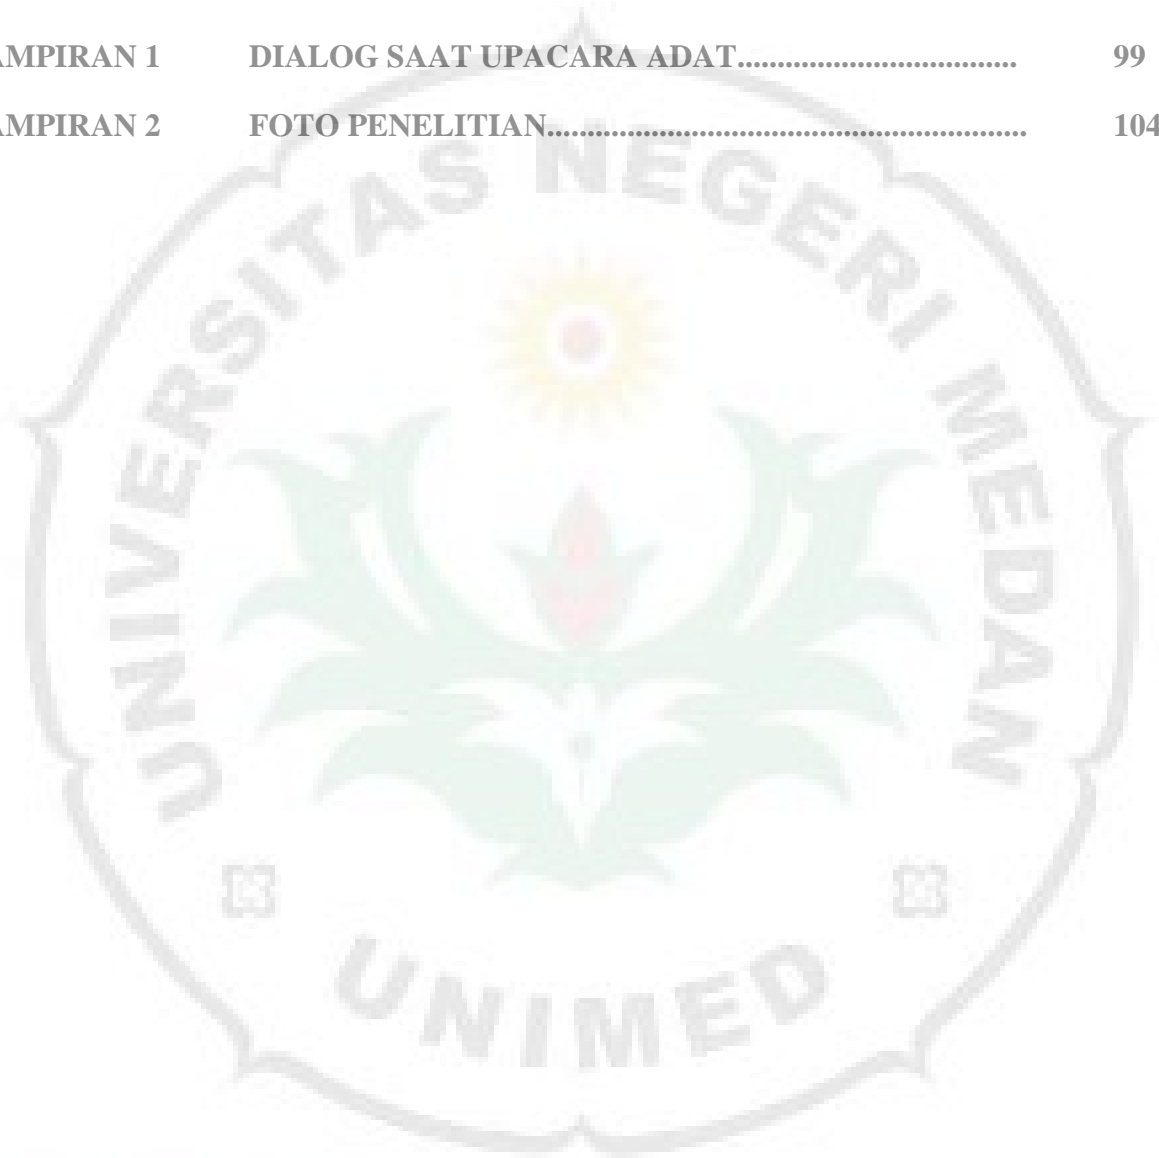 AMPIRAN 1 DIALOG SAAT UPACARA ADAT.................................... 99
AMPIRAN 2 FOTO PENELITIAN.............................................................. 104
UNIVERSITAS NEGERI MEDAN
UNIMED